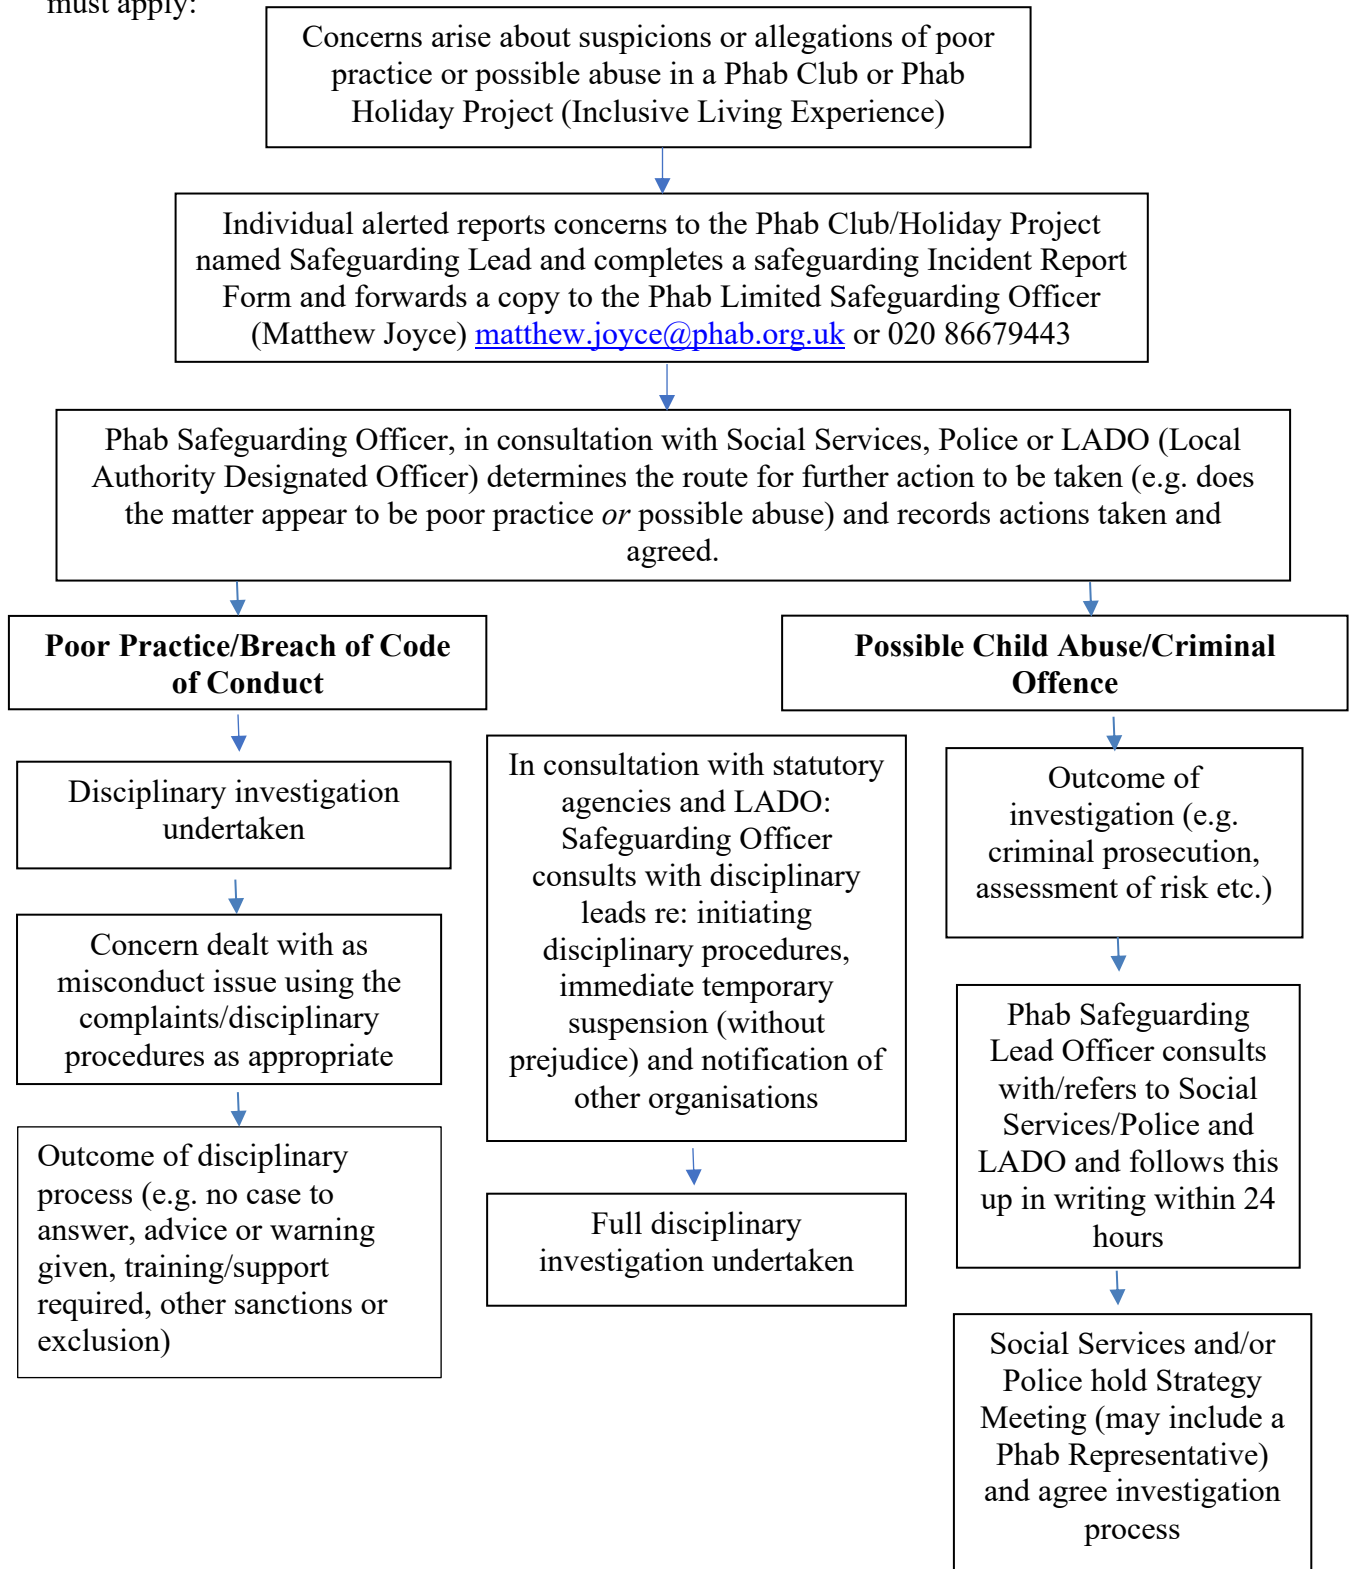 must apply:
Concerns arise about suspicions or allegations of poor
practice or possible abuse in a Phab Club or Phab
Holiday Project (Inclusive Living Experience)
Individual alerted reports concerns to the Phab Club/Holiday Project
named Safeguarding Lead and completes a safeguarding Incident Report
Form and forwards a copy to the Phab Limited Safeguarding Officer
(Matthew Joyce) matthew.joyce@phab.org.uk or 020 86679443
Phab Safeguarding Officer, in consultation with Social Services, Police or LADO (Local
Authority Designated Officer) determines the route for further action to be taken (e.g. does
the matter appear to be poor practice or possible abuse) and records actions taken and
agreed.
Poor Practice/Breach of Code
of Conduct
Disciplinary investigation
undertaken
Concern dealt with as
misconduct issue using the
complaints/disciplinary
procedures as appropriate
Outcome of disciplinary
process (e.g. no case to
answer, advice or warning
given, training/support
required, other sanctions or
exclusion)
In consultation with statutory
agencies and LADO:
Safeguarding Officer
consults with disciplinary
leads re: initiating
disciplinary procedures,
immediate temporary
suspension (without
prejudice) and notification of
other organisations
Full disciplinary
investigation undertaken
Possible Child Abuse/Criminal
Offence
Outcome of
investigation (e.g.
criminal prosecution,
assessment of risk etc.)
Phab Safeguarding
Lead Officer consults
with/refers to Social
Services/Police and
LADO and follows this
up in writing within 24
hours
Social Services and/or
Police hold Strategy
Meeting (may include a
Phab Representative)
and agree investigation
process